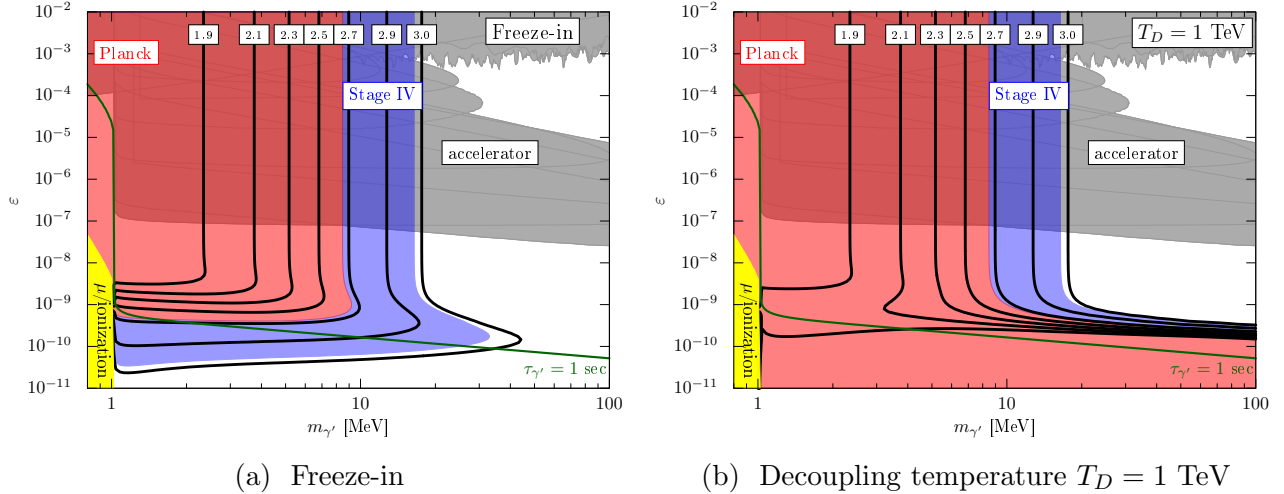 10⁻² 10⁻³ 10⁻⁴ 10⁻⁵ 10⁻⁶ 10⁻⁷ 10⁻⁸ 10⁻⁹ 10⁻¹⁰ 10⁻¹¹
ε
1.9 2.1 2.3 2.5 2.7 2.9 3.0
Freeze-in
Planck
Stage IV
accelerator
μ/ionization
τγ′ = 1 sec
1 10 100
mγ′ [MeV]
(a) Freeze-in
10⁻² 10⁻³ 10⁻⁴ 10⁻⁵ 10⁻⁶ 10⁻⁷ 10⁻⁸ 10⁻⁹ 10⁻¹⁰ 10⁻¹¹
ε
1.9 2.1 2.3 2.5 2.7 2.9 3.0
T_D = 1 TeV
Planck
Stage IV
accelerator
μ/ionization
τγ′ = 1 sec
1 10 100
mγ′ [MeV]
(b) Decoupling temperature T_D = 1 TeV